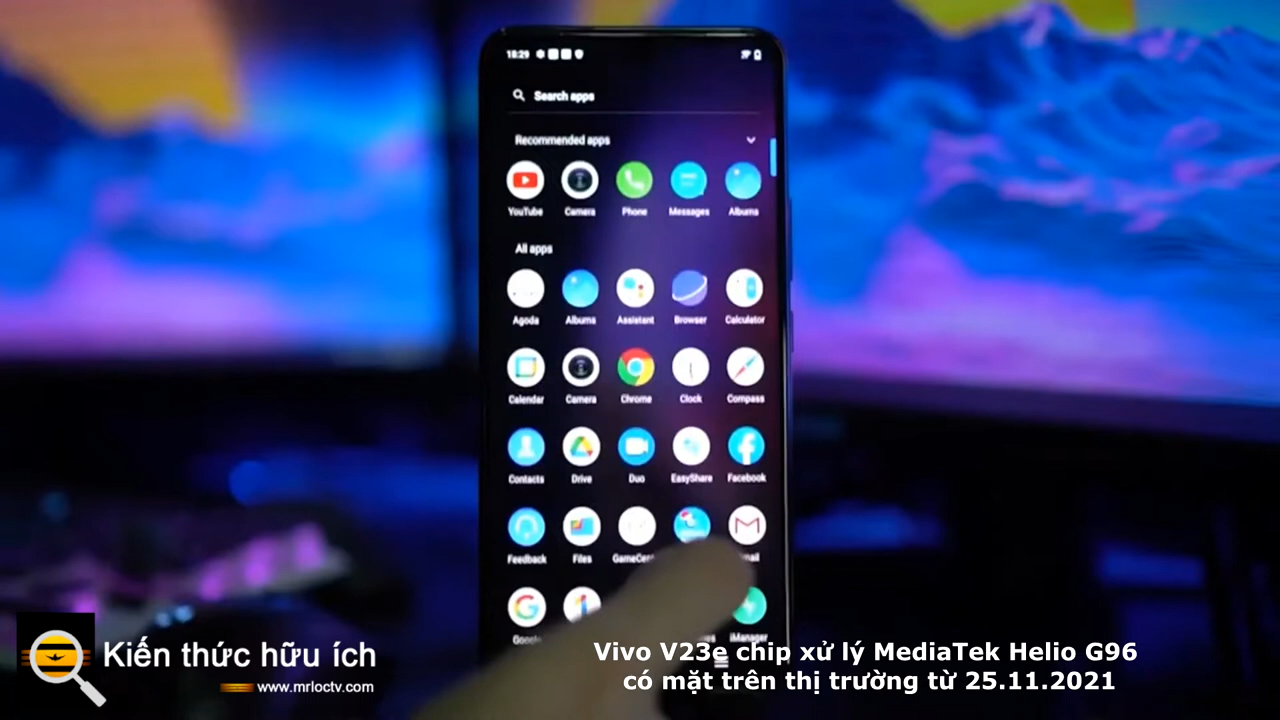 18:29
Search apps
Recommended apps
YouTube Camera Phone Messages Albums
All apps
Agoda Albums Assistant Browser Calculator
Calendar Camera Chrome Clock Compass
Contacts Drive Duo EasyShare Facebook
Feedback Files
iManager
Kiến thức hữu ích
www.mrloctv.com
Vivo V23e chip xử lý MediaTek Helio G96
có mặt trên thị trường từ 25.11.2021